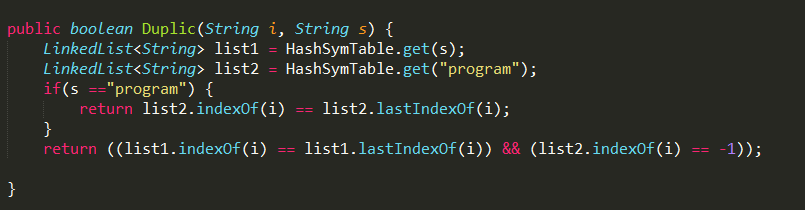 public boolean Duplic(String i, String s) {
LinkedList<String> list1 = HashSymTable.get(s);
LinkedList<String> list2 = HashSymTable.get("program");
if(s =="program") {
return list2.indexOf(i) == list2.lastIndexOf(i);
}
return ((list1.indexOf(i) == list1.lastIndexOf(i)) && (list2.indexOf(i) == -1));
}